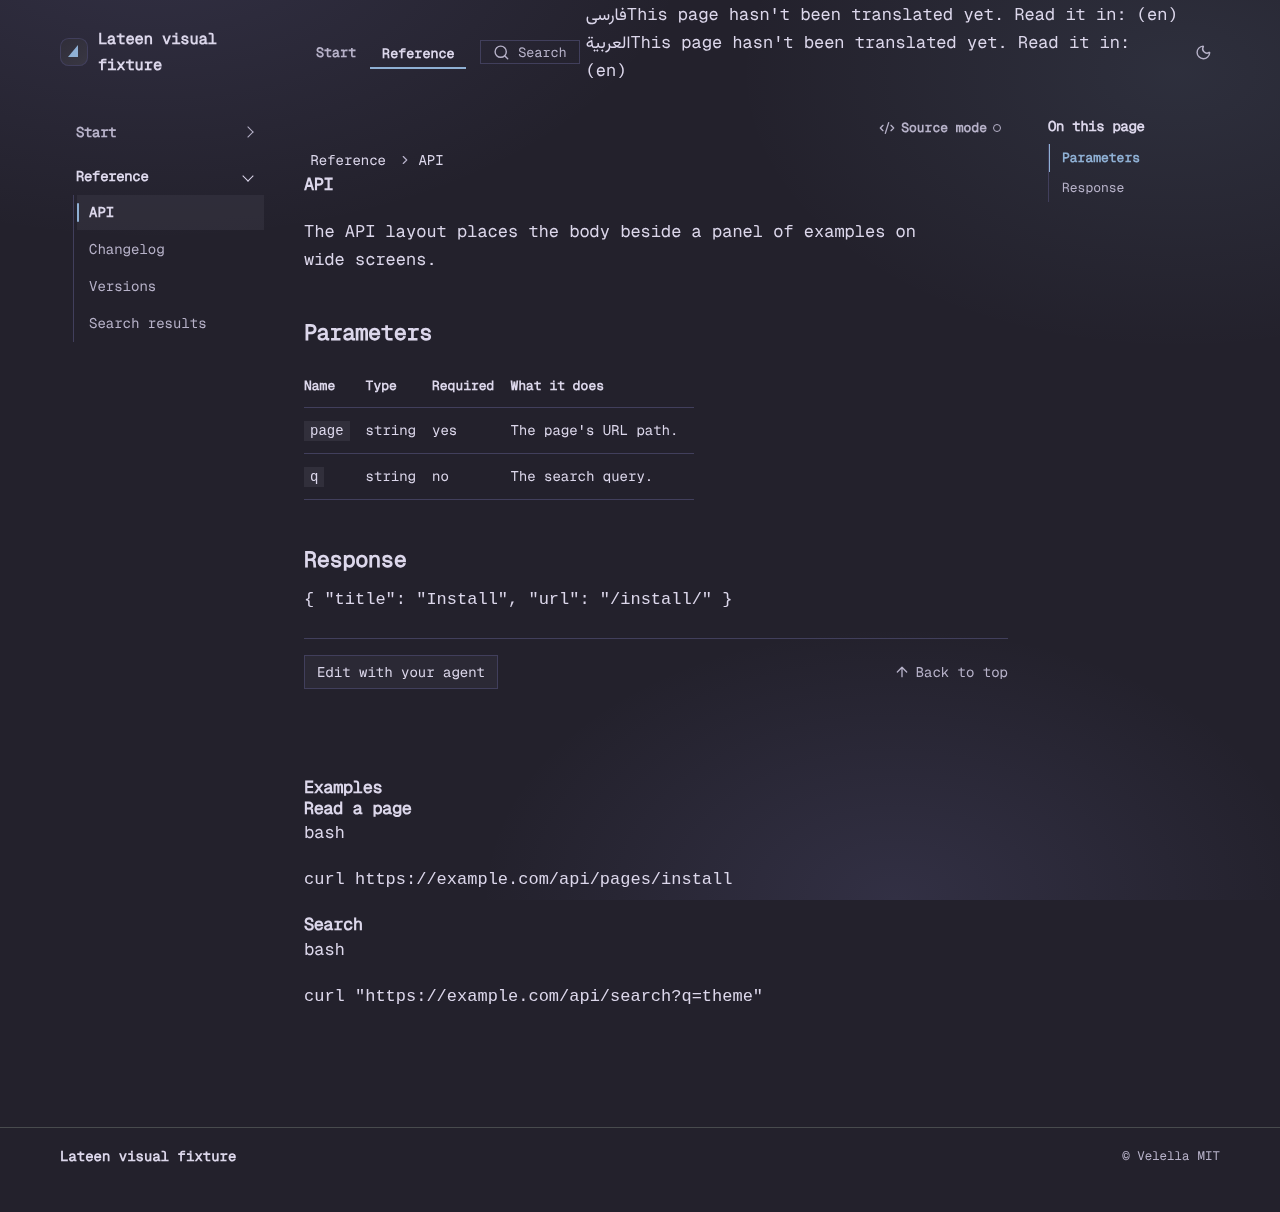 Lateen visual
fixture
Start
Reference
Search
فارسیThis page hasn't been translated yet. Read it in: (en)
العربيةThis page hasn't been translated yet. Read it in:
(en)
Start
Reference
API
Changelog
Versions
Search results
Source mode
Reference
API
API
The API layout places the body beside a panel of examples on
wide screens.
Parameters
Name Type Required What it does
page string yes The page's URL path.
q string no The search query.
Response
{ "title": "Install", "url": "/install/" }
Edit with your agent
Back to top
Examples
Read a page
bash
curl https://example.com/api/pages/install
Search
bash
curl "https://example.com/api/search?q=theme"
On this page
Parameters
Response
Lateen visual fixture
© Velella MIT